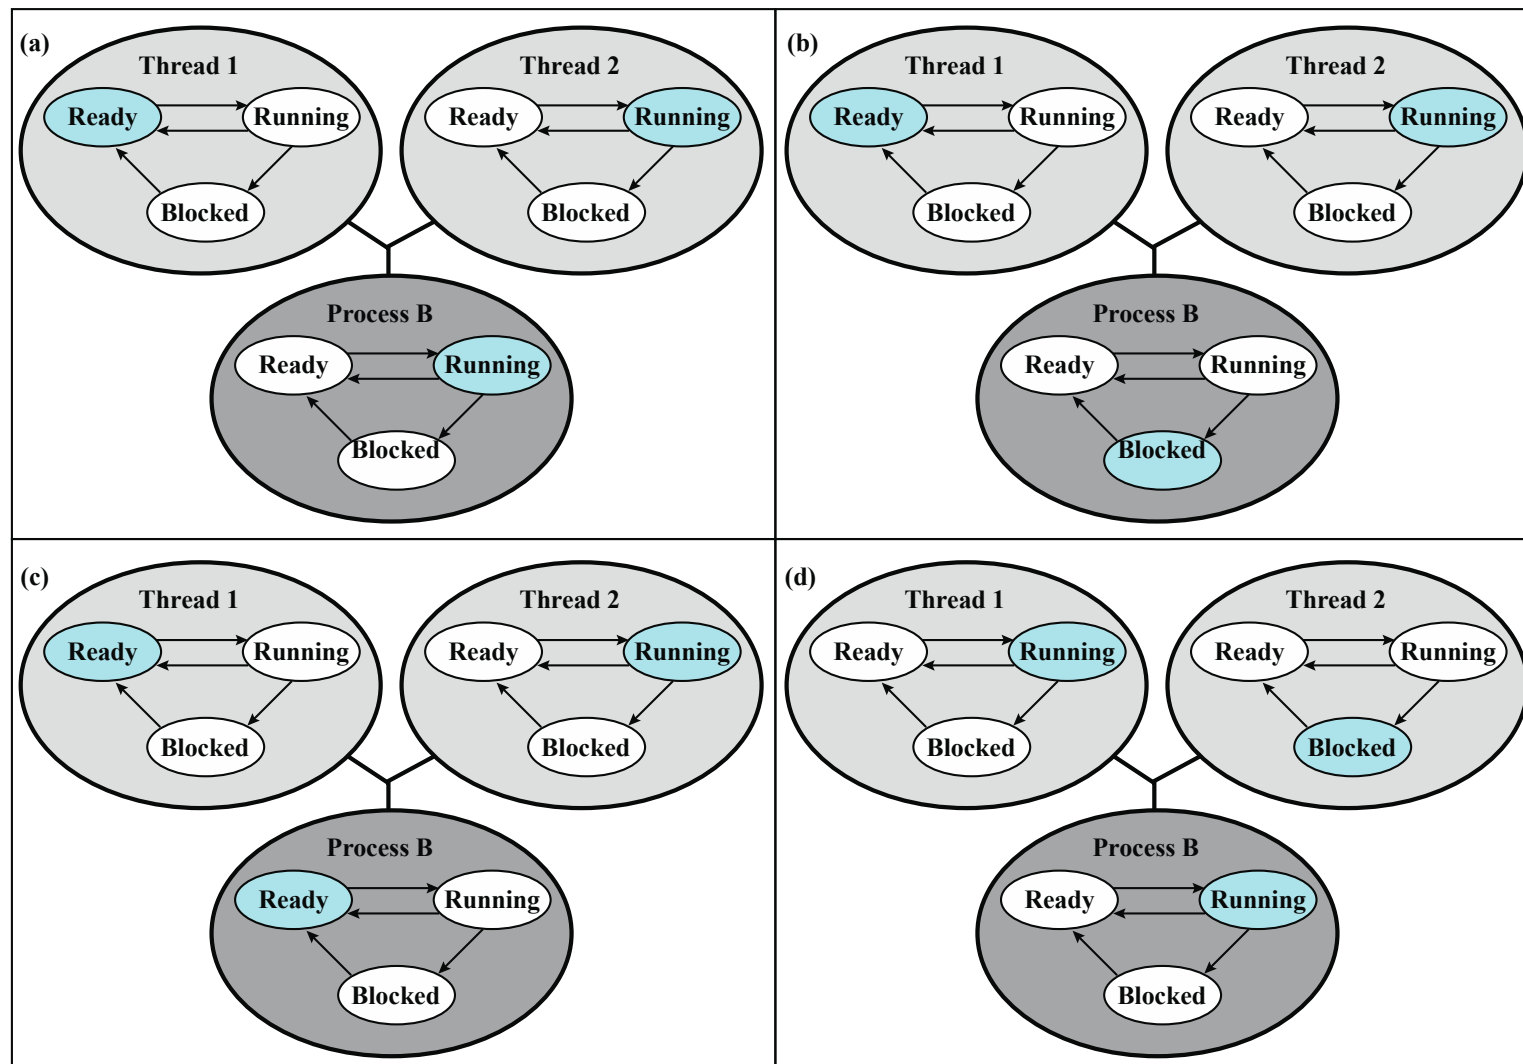 (a)
Thread 1
Thread 2
Ready
Running
Ready
Running
Blocked
Blocked
Process B
Ready
Running
Blocked
(b)
Thread 1
Thread 2
Ready
Running
Ready
Running
Blocked
Blocked
Process B
Ready
Running
Blocked
(c)
Thread 1
Thread 2
Ready
Running
Ready
Running
Blocked
Blocked
Process B
Ready
Running
Blocked
(d)
Thread 1
Thread 2
Ready
Running
Ready
Running
Blocked
Blocked
Process B
Ready
Running
Blocked